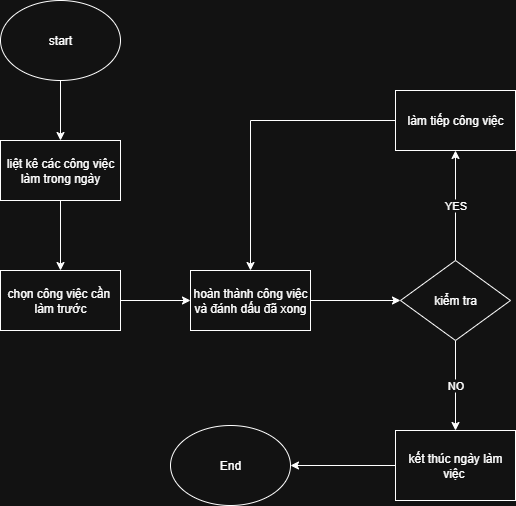 start
làm tiếp công việc
liệt kê các công việc
làm trong ngày
YES
chọn công việc cần
làm trước
hoàn thành công việc
và đánh dấu đã xong
kiểm tra
NO
kết thúc ngày làm
việc
End